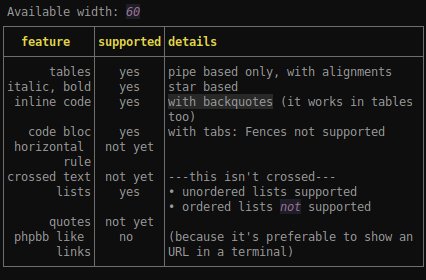 Available width: 60
feature supported details
tables yes pipe based only, with alignments
italic, bold yes star based
inline code yes with backquotes (it works in tables
too)
code bloc yes with tabs: Fences not supported
horizontal not yet
rule
crossed text not yet ---this isn't crossed---
lists yes • unordered lists supported
• ordered lists not supported
quotes not yet
phpbb like no (because it's preferable to show an
links URL in a terminal)